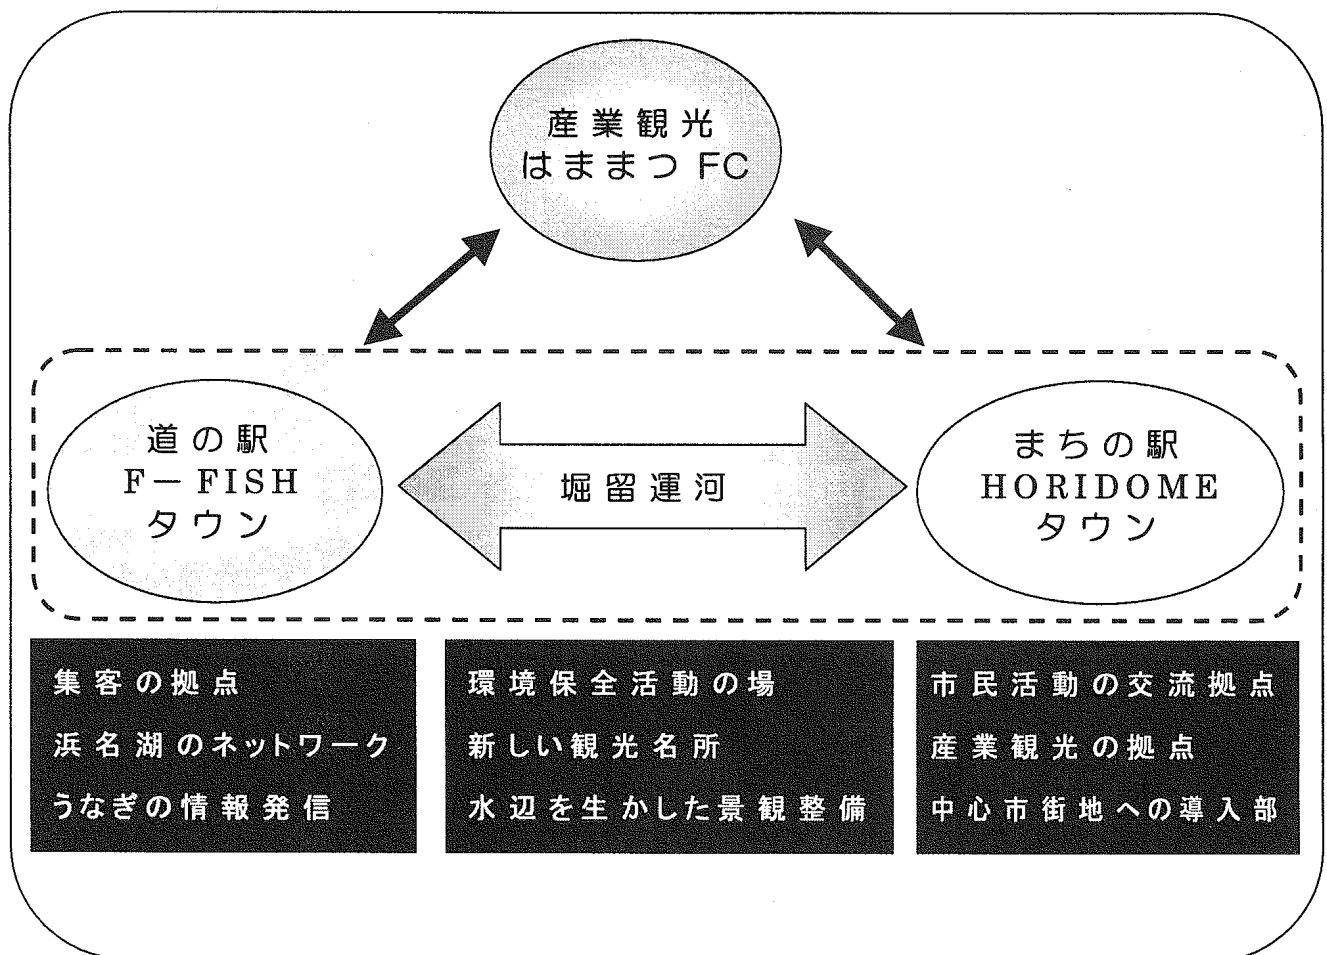 産業観光
はままつ FC
道の駅
F－FISH
タウン
堀留運河
まちの駅
HORIDOME
タウン
集客の拠点
浜名湖のネットワーク
うなぎの情報発信
環境保全活動の場
新しい観光名所
水辺を生かした景観整備
市民活動の交流拠点
産業観光の拠点
中心市街地への導入部